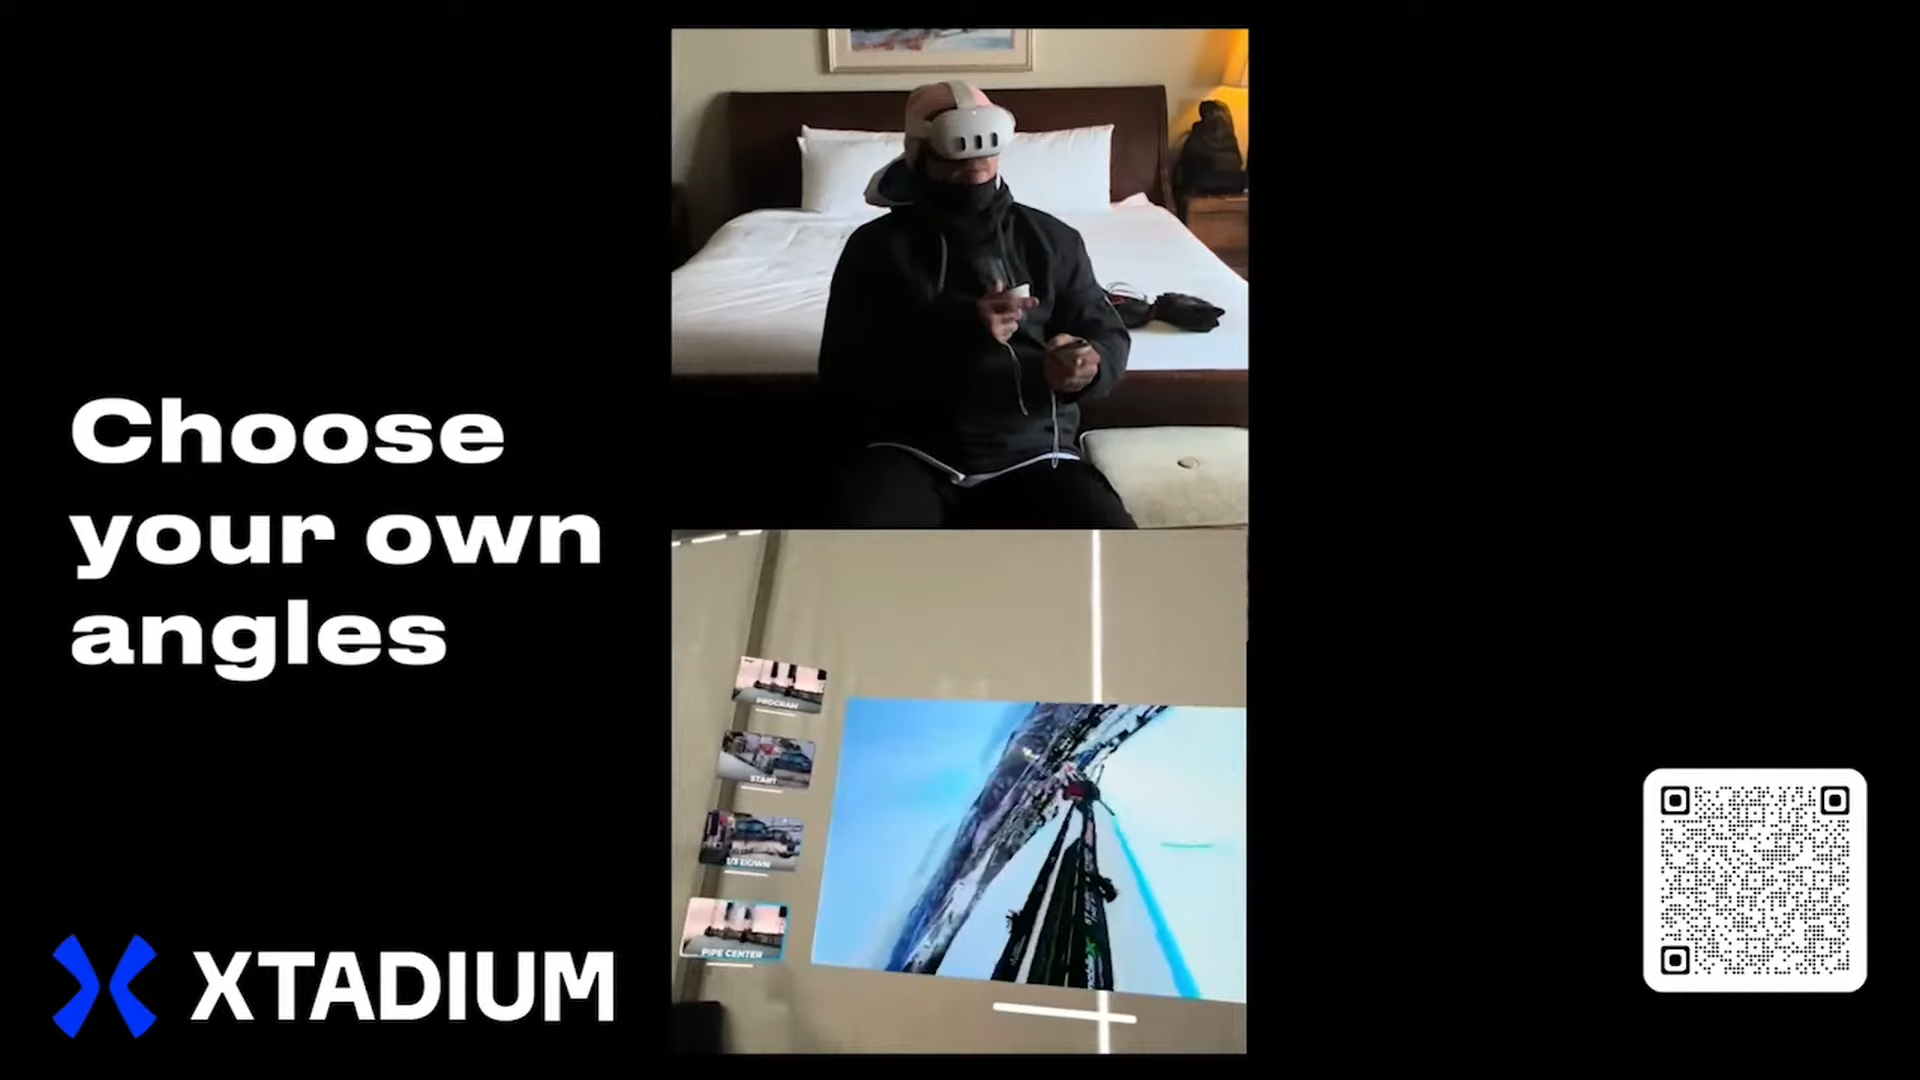 Choose
your own
angles
PROGRAM
START
1/3 DOWN
PIPE CENTER
XTADIUM